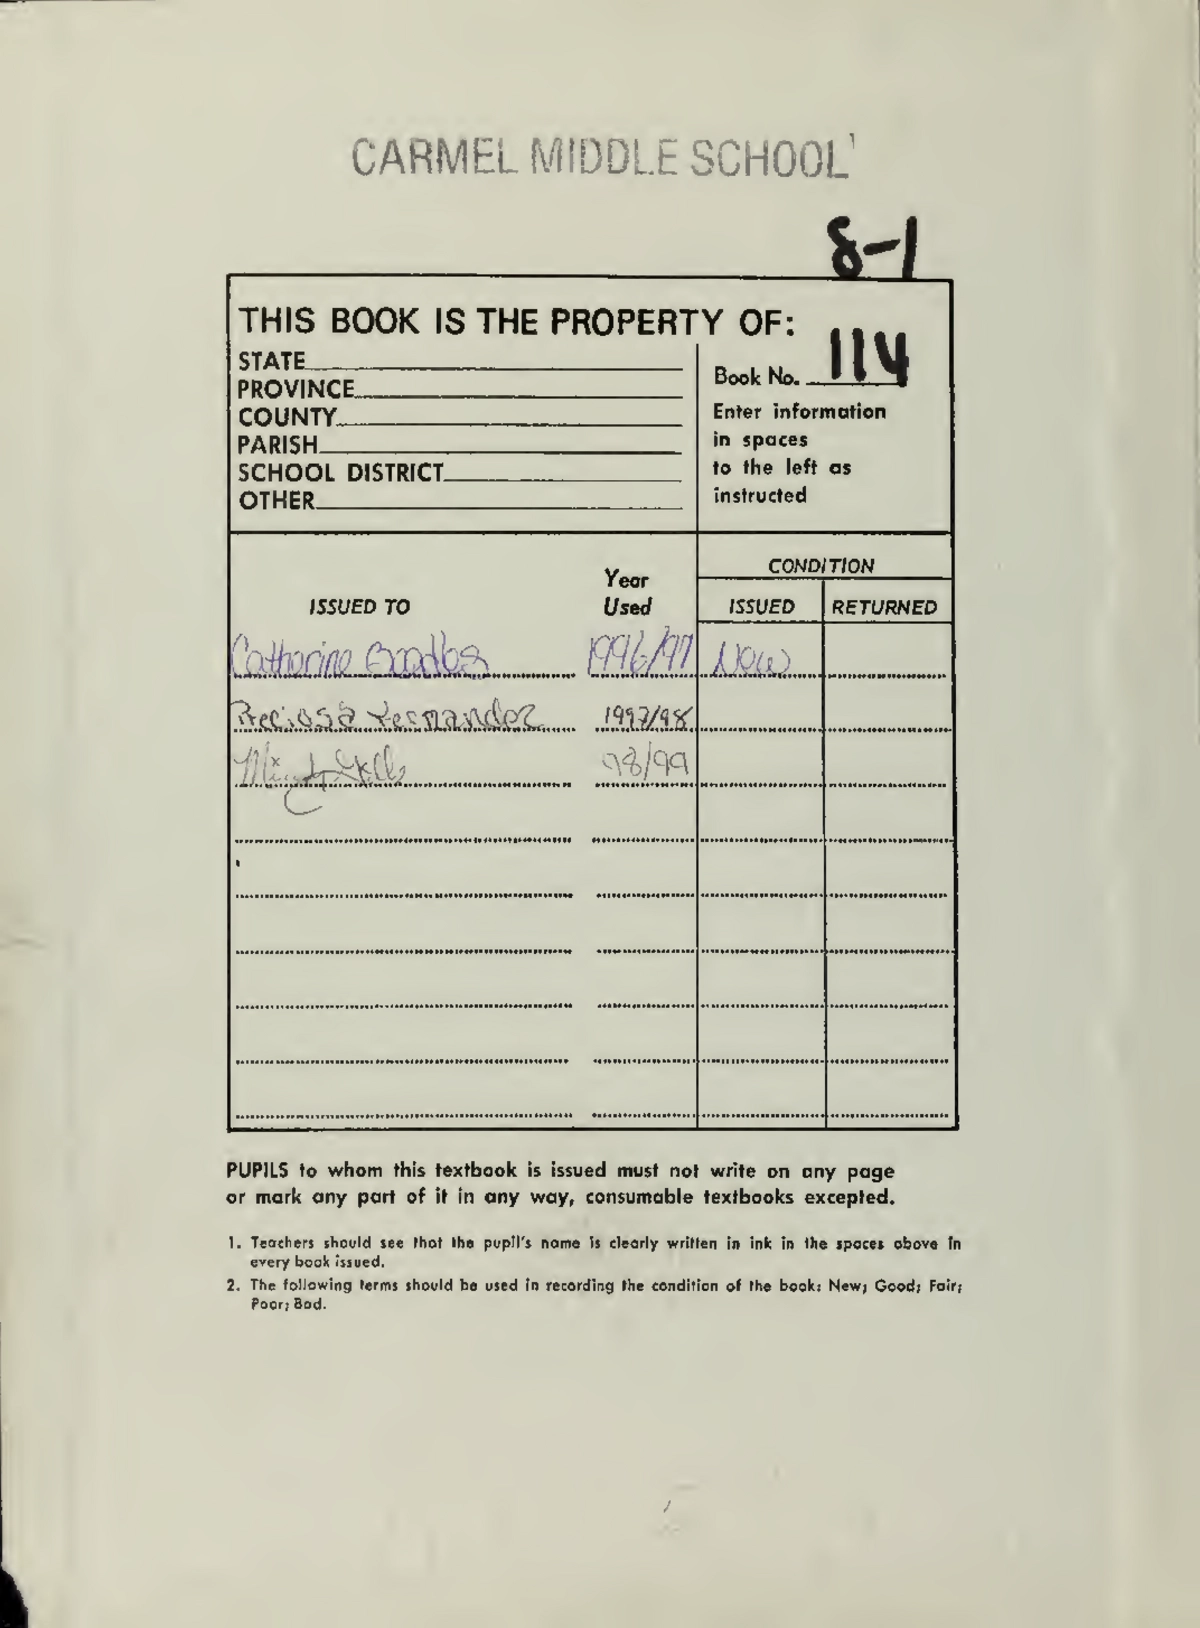 CARMEL MIDDLE SCHOOL
8-1
THIS BOOK IS THE PROPERTY OF:
STATE
PROVINCE
COUNTY
PARISH
SCHOOL DISTRICT
OTHER
Book No. 114
Enter information
in spaces
to the left as
instructed
ISSUED TO
Year
Used
CONDITION
ISSUED
RETURNED
Catherine 1996/97 New
Preciosa Fernandez 1997/98
98/99
PUPILS to whom this textbook is issued must not write on any page
or mark any part of it in any way, consumable textbooks excepted.
1. Teachers should see that the pupil's name is clearly written in ink in the spaces above in
every book issued.
2. The following terms should be used in recording the condition of the book: New; Good; Fair;
Poor; Bad.